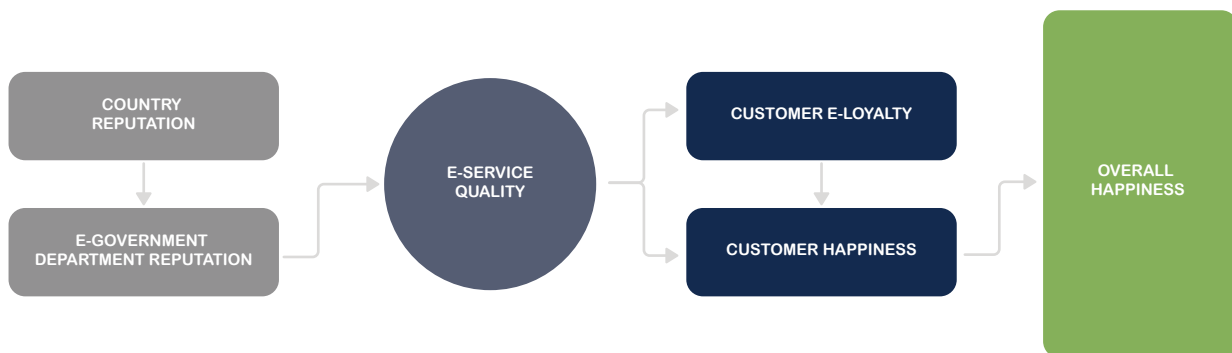 COUNTRY
REPUTATION
E-GOVERNMENT
DEPARTMENT REPUTATION
E-SERVICE
QUALITY
CUSTOMER E-LOYALTY
CUSTOMER HAPPINESS
OVERALL
HAPPINESS